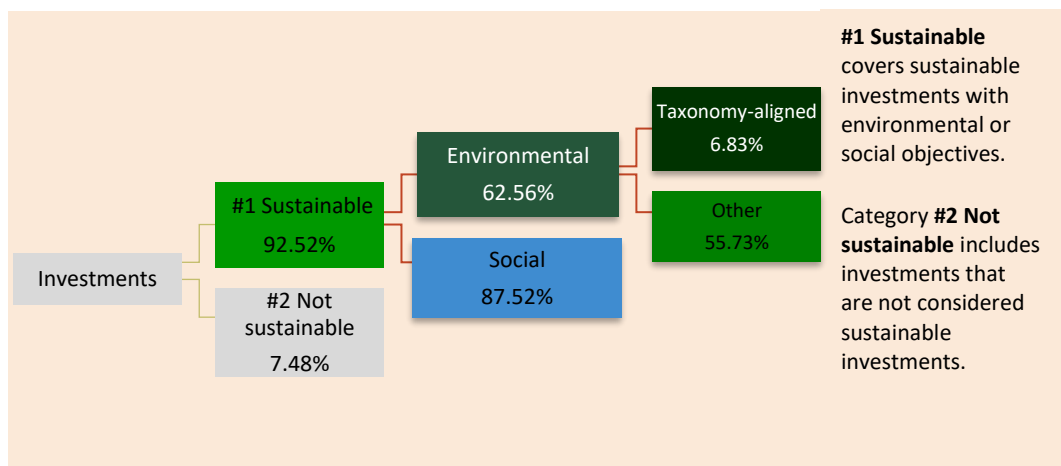 Investments
#1 Sustainable
92.52%
#2 Not
sustainable
7.48%
Environmental
62.56%
Social
87.52%
Taxonomy-aligned
6.83%
Other
55.73%
#1 Sustainable
covers sustainable
investments with
environmental or
social objectives.
Category #2 Not
sustainable includes
investments that
are not considered
sustainable
investments.